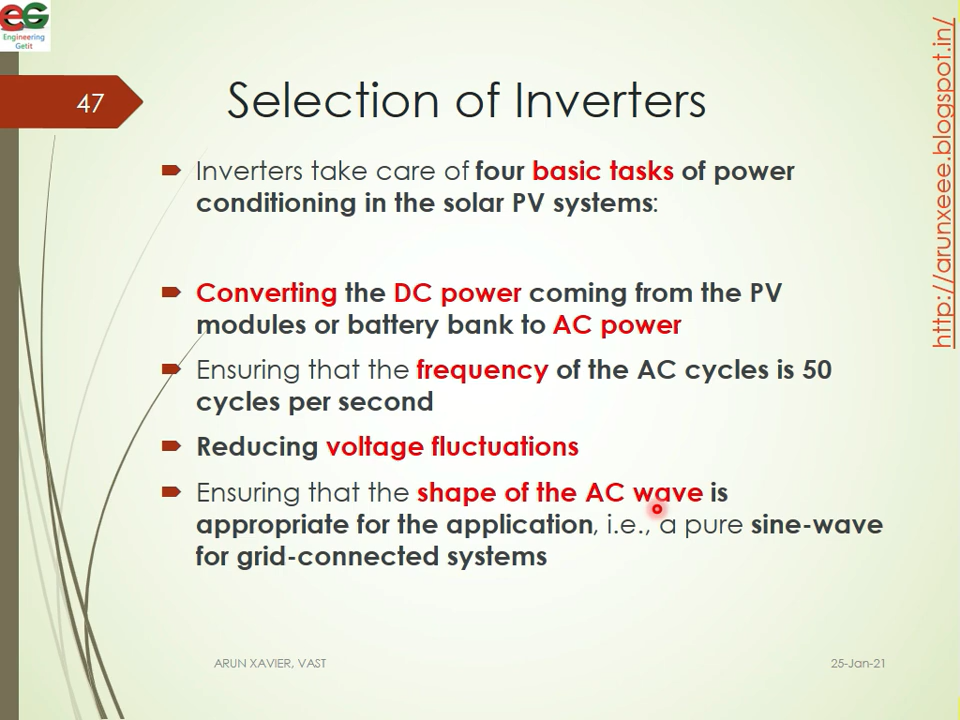 EG
Engineering
Getit
47
Selection of Inverters
http://arunxeee.blogspot.in/
Inverters take care of four basic tasks of power
conditioning in the solar PV systems:
Converting the DC power coming from the PV
modules or battery bank to AC power
Ensuring that the frequency of the AC cycles is 50
cycles per second
Reducing voltage fluctuations
Ensuring that the shape of the AC wave is
appropriate for the application, i.e., a pure sine-wave
for grid-connected systems
ARUN XAVIER, VAST
25-Jan-21